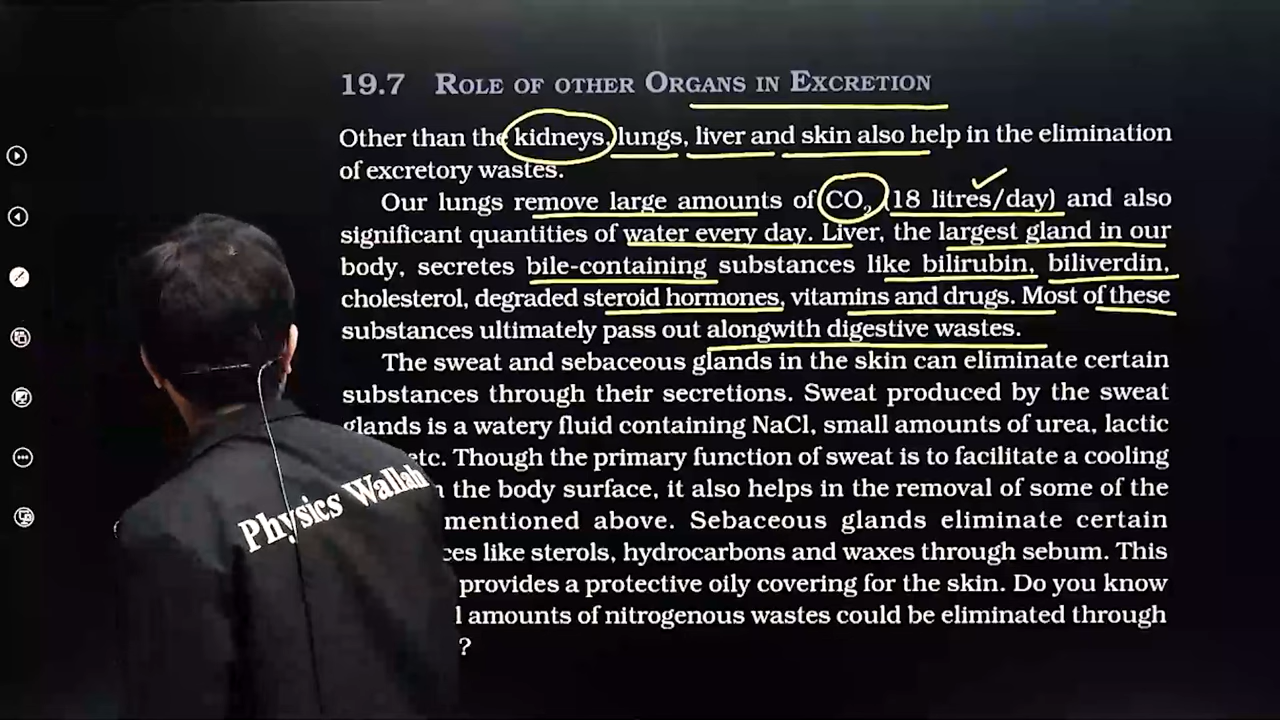 19.7 ROLE OF OTHER ORGANS IN EXCRETION
Other than the kidneys, lungs, liver and skin also help in the elimination
of excretory wastes.
Our lungs remove large amounts of CO₂ (18 litres/day) and also
significant quantities of water every day. Liver, the largest gland in our
body, secretes bile-containing substances like bilirubin, biliverdin,
cholesterol, degraded steroid hormones, vitamins and drugs. Most of these
substances ultimately pass out alongwith digestive wastes.
The sweat and sebaceous glands in the skin can eliminate certain
substances through their secretions. Sweat produced by the sweat
glands is a watery fluid containing NaCl, small amounts of urea, lactic
etc. Though the primary function of sweat is to facilitate a cooling
the body surface, it also helps in the removal of some of the
mentioned above. Sebaceous glands eliminate certain
like sterols, hydrocarbons and waxes through sebum. This
provides a protective oily covering for the skin. Do you know
amounts of nitrogenous wastes could be eliminated through
?
Physics Wallah